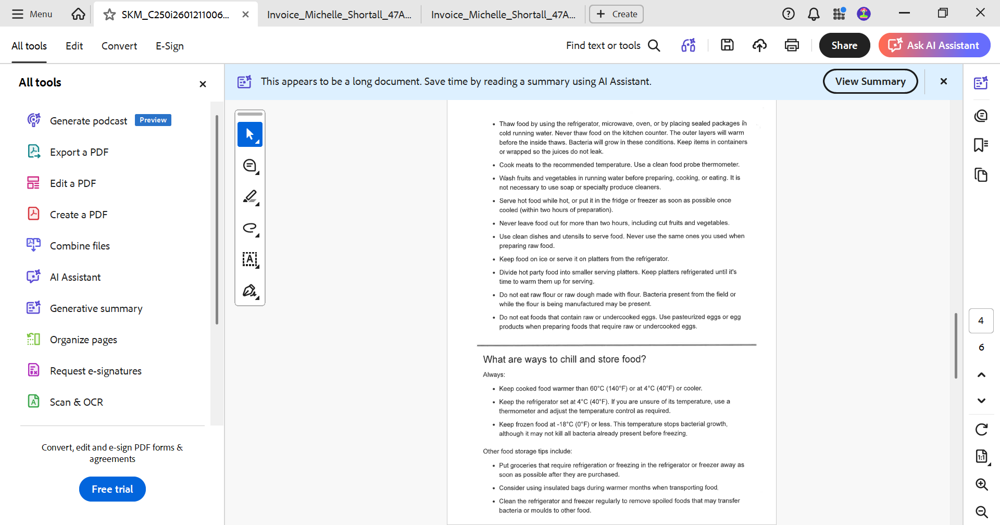 Menu
SKM_C250i2601211006...
Invoice_Michelle_Shortall_47A...
Invoice_Michelle_Shortall_47A...
Create
All tools
Edit
Convert
E-Sign
Find text or tools
Share
Ask AI Assistant
All tools
Generate podcast
Preview
Export a PDF
Edit a PDF
Create a PDF
Combine files
AI Assistant
Generative summary
Organize pages
Request e-signatures
Scan & OCR
Convert, edit and e-sign PDF forms &
agreements
Free trial
This appears to be a long document. Save time by reading a summary using AI Assistant.
View Summary
• Thaw food by using the refrigerator, microwave, oven, or by placing sealed packages in
cold running water. Never thaw food on the kitchen counter. The outer layers will warm
before the inside thaws. Bacteria will grow in these conditions. Keep items in containers
or wrapped so the juices do not leak.
• Cook meats to the recommended temperature. Use a clean food probe thermometer.
• Wash fruits and vegetables in running water before preparing, cooking, or eating. It is
not necessary to use soap or specialty produce cleaners.
• Serve hot food while hot, or put it in the fridge or freezer as soon as possible once
cooled (within two hours of preparation).
• Never leave food out for more than two hours, including cut fruits and vegetables.
• Use clean dishes and utensils to serve food. Never use the same ones you used when
preparing raw food.
• Keep food on ice or serve it on platters from the refrigerator.
• Divide hot party food into smaller serving platters. Keep platters refrigerated until it's
time to warm them up for serving.
• Do not eat raw flour or raw dough made with flour. Bacteria present from the field or
while the flour is being manufactured may be present.
• Do not eat foods that contain raw or undercooked eggs. Use pasteurized eggs or egg
products when preparing foods that require raw or undercooked eggs.
What are ways to chill and store food?
Always:
• Keep cooked food warmer than 60°C (140°F) or at 4°C (40°F) or cooler.
• Keep the refrigerator set at 4°C (40°F). If you are unsure of its temperature, use a
thermometer and adjust the temperature control as required.
• Keep frozen food at -18°C (0°F) or less. This temperature stops bacterial growth,
although it may not kill all bacteria already present before freezing.
Other food storage tips include:
• Put groceries that require refrigeration or freezing in the refrigerator or freezer away as
soon as possible after they are purchased.
• Consider using insulated bags during warmer months when transporting food.
• Clean the refrigerator and freezer regularly to remove spoiled foods that may transfer
bacteria or moulds to other food.
4
6
1:1